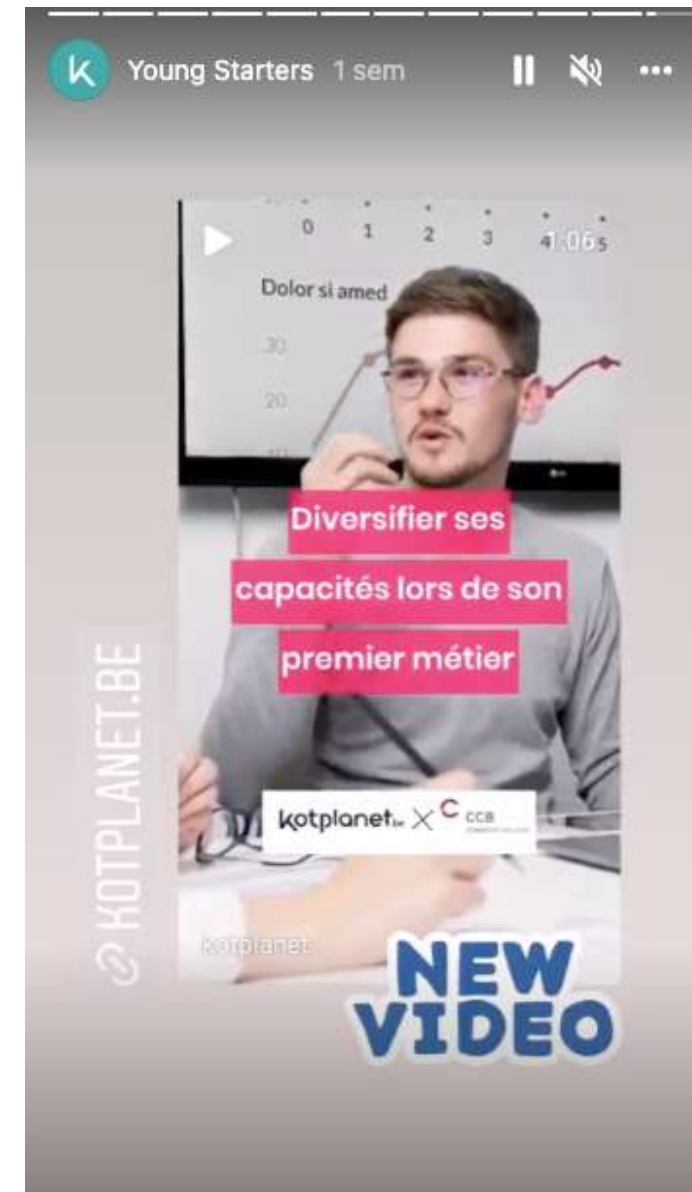 K Young Starters 1 sem
0 1 2 3 4 5
1:06
Dolor si amed
30
20
Diversifier ses
capacités lors de son
premier métier
kotplanet.be X C CCB
kotplanet
KOTPLANET.BE
NEW
VIDEO